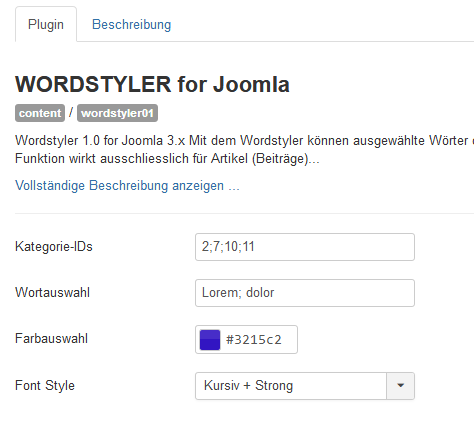 Plugin Beschreibung
WORDSTYLER for Joomla
content / wordstyler01
Wordstyler 1.0 for Joomla 3.x Mit dem Wordstyler können ausgewählte Wörter
Funktion wirkt ausschliesslich für Artikel (Beiträge)...
Vollständige Beschreibung anzeigen ...
Kategorie-IDs 2;7;10;11
Wortauswahl Lorem; dolor
Farbauswahl #3215c2
Font Style Kursiv + Strong